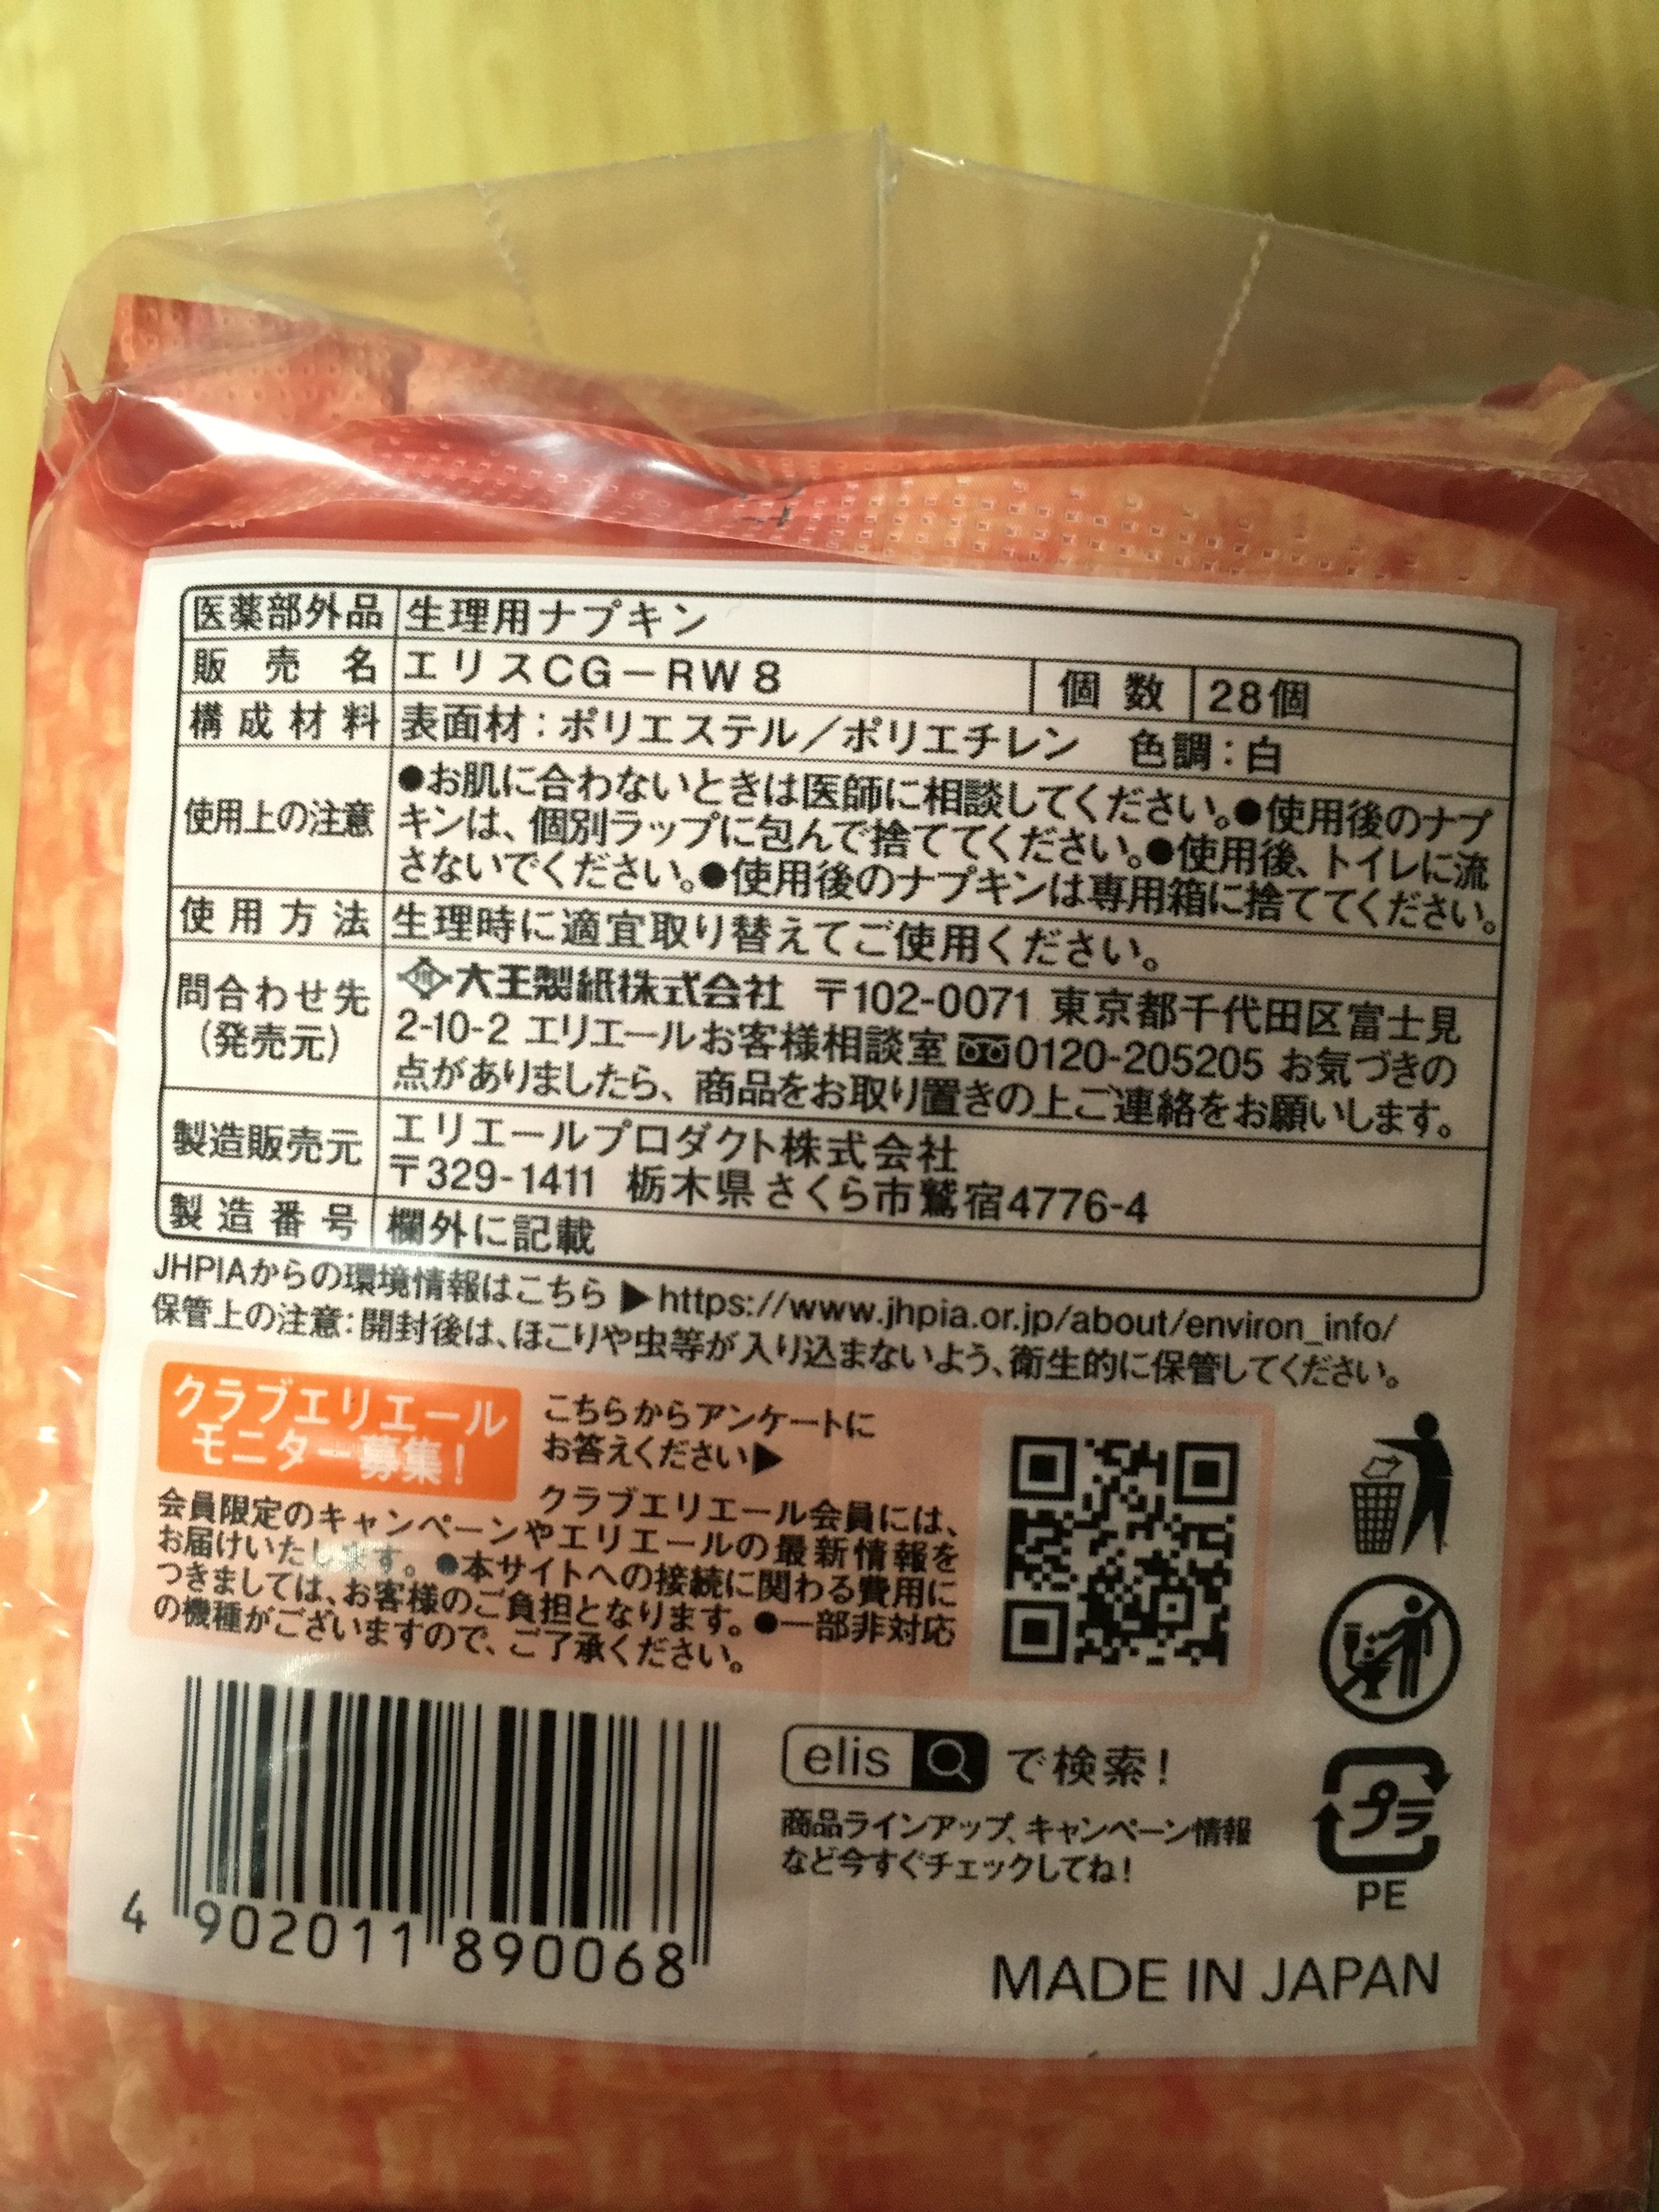 医薬部外品 生理用ナプキン
販売名 エリスCG-RW8 個数 28個
構成材料 表面材:ポリエステル/ポリエチレン 色調:白
使用上の注意 ●お肌に合わないときは医師に相談してください。●使用後のナプ
キンは、個別ラップに包んで捨ててください。●使用後、トイレに流
さないでください。●使用後のナプキンは専用箱に捨ててください。
使用方法 生理時に適宜取り替えてご使用ください。
問合わせ先 大王製紙株式会社 〒102-0071 東京都千代田区富士見
(発売元) 2-10-2 エリエールお客様相談室 0120-205205 お気づきの
点がありましたら、商品をお取り置きの上ご連絡をお願いします。
製造販売元 エリエールプロダクト株式会社
〒329-1411 栃木県さくら市鷲宿4776-4
製造番号 欄外に記載
JHPIAからの環境情報はこちら▶https://www.jhpia.or.jp/about/environ_info/
保管上の注意:開封後は、ほこりや虫等が入り込まないよう、衛生的に保管してください。
クラブエリエール
モニター募集!
こちらからアンケートに
お答えください▶
クラブエリエール会員には、
会員限定のキャンペーンやエリエールの最新情報を
お届けいたします。●本サイトへの接続に関わる費用に
つきましては、お客様のご負担となります。●一部非対応
の機種がございますので、ご了承ください。
elis で検索!
商品ラインアップ、キャンペーン情報
など今すぐチェックしてね!
プラ
PE
4 902011 890068
MADE IN JAPAN